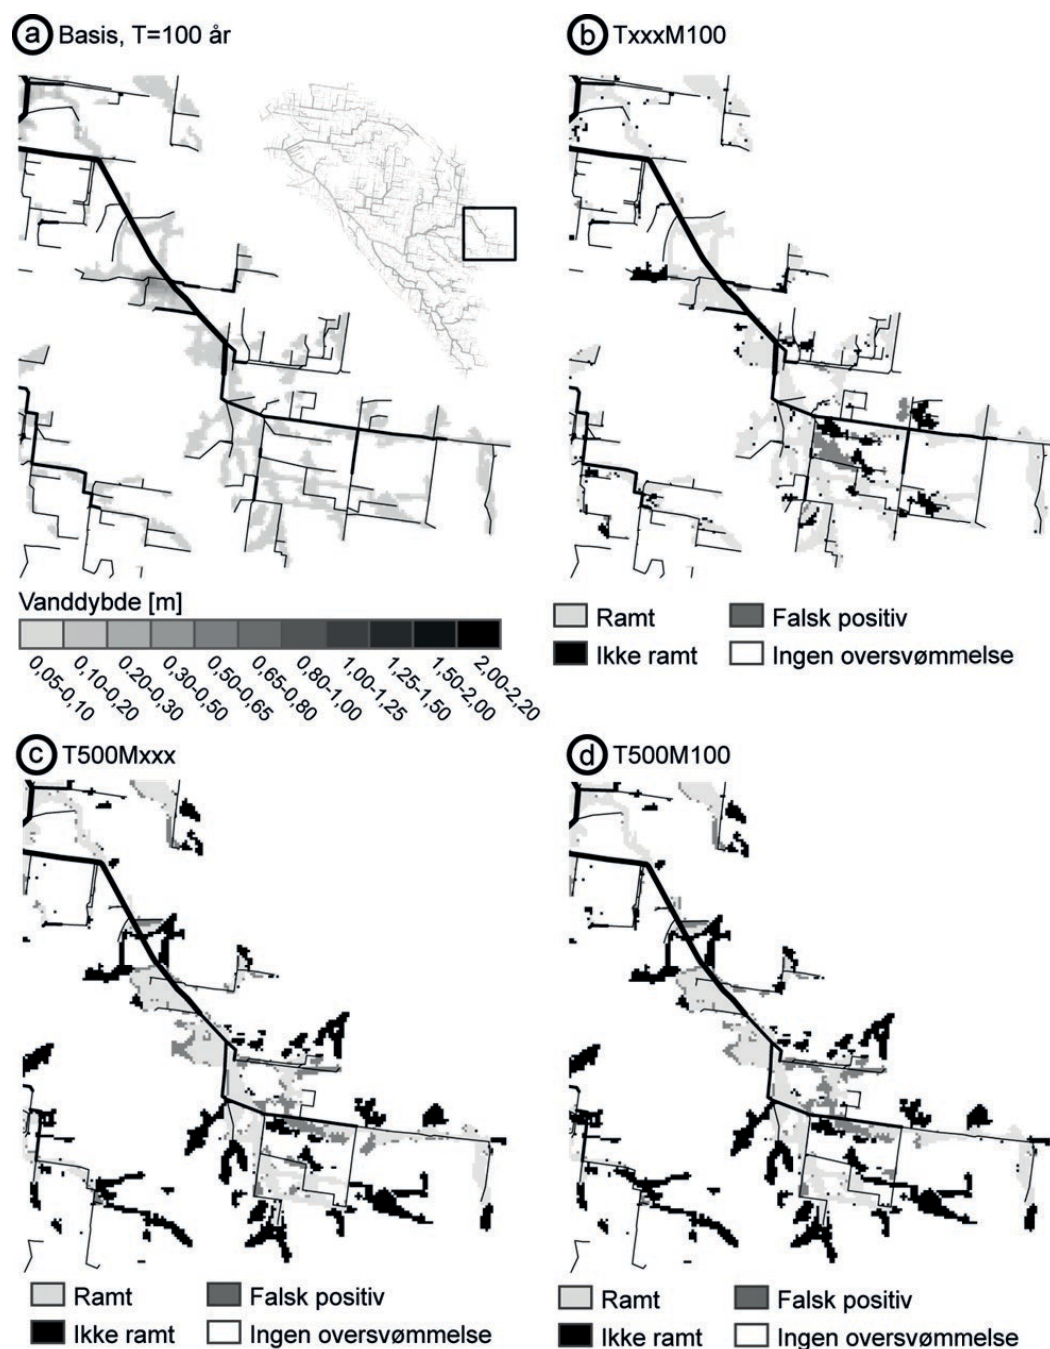 a Basis, T=100 år
b TxxxM100
Vanddybde [m]
0,05-0,10
0,10-0,20
0,20-0,30
0,30-0,50
0,50-0,65
0,65-0,80
0,80-1,00
1,00-1,25
1,25-1,50
1,50-2,00
2,00-2,20
Ramt
Falsk positiv
Ikke ramt
Ingen oversvømmelse
c T500Mxxx
d T500M100
Ramt
Falsk positiv
Ikke ramt
Ingen oversvømmelse
Ramt
Falsk positiv
Ikke ramt
Ingen oversvømmelse